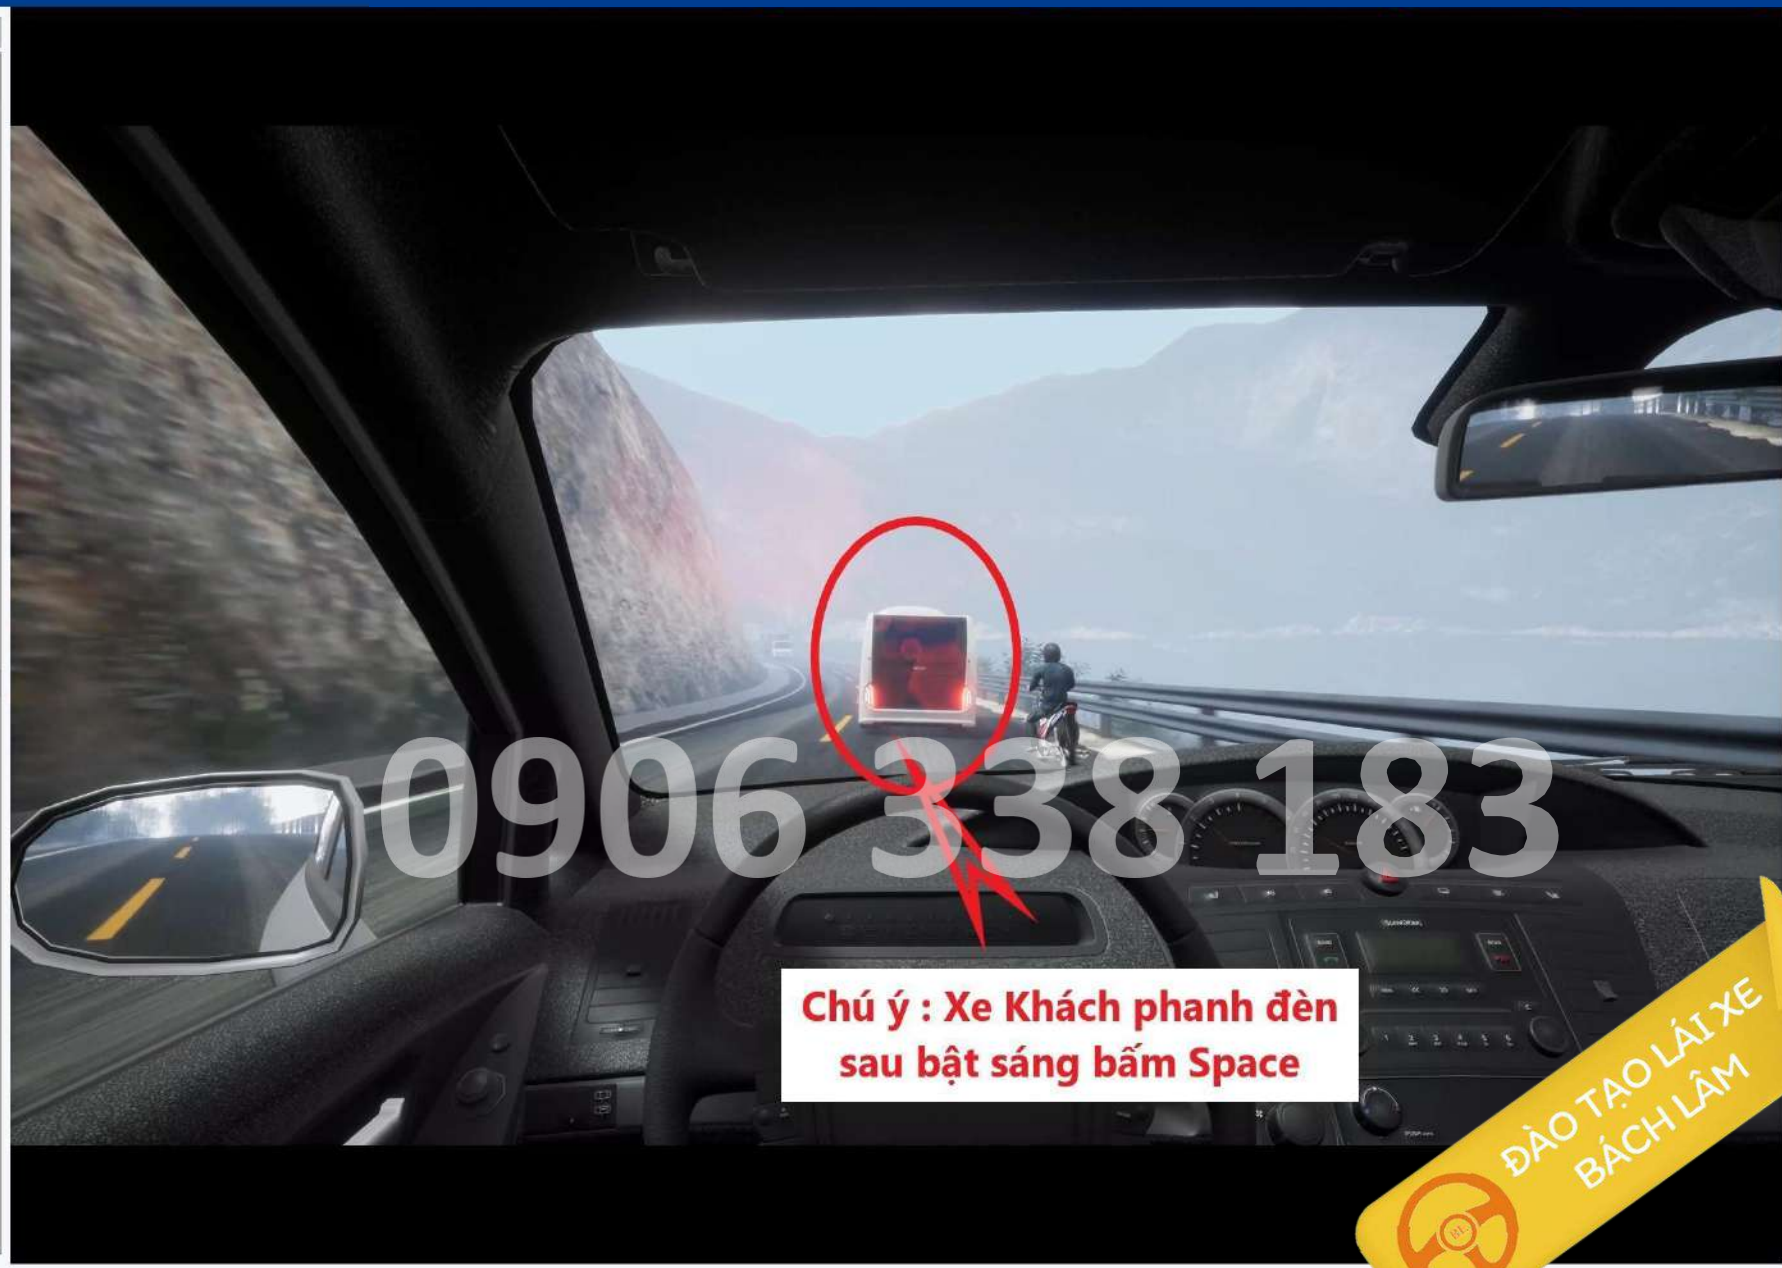 0906 338 183
Chú ý : Xe Khách phanh đèn
sau bật sáng bấm Space
ĐÀO TẠO LÁI XE
BÁCH LÂM
BL